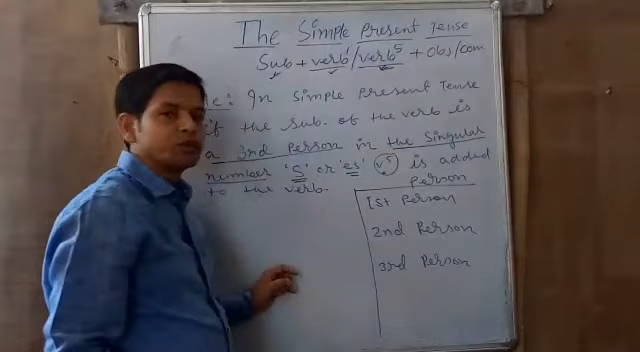 The Simple Present Tense
Sub + verb¹/verb⁵ + Obj/com
In Simple Present Tense
if the sub. of the verb is
a 3rd Person in the Singular
number 'S' or 'es' v⁵ is added
to the verb.
Person
1st Person
2nd Person
3rd Person